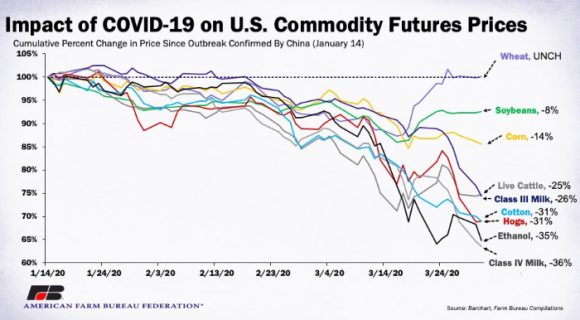 Impact of COVID-19 on U.S. Commodity Futures Prices
Cumulative Percent Change in Price Since Outbreak Confirmed By China (January 14)
105%
100%
95%
90%
85%
80%
75%
70%
65%
60%
Wheat, UNCH
Soybeans, -8%
Corn, -14%
Live Cattle, -25%
Class III Milk, -26%
Cotton, -31%
Hogs, -31%
Ethanol, -35%
Class IV Milk, -36%
1/14/20 1/24/20 2/3/20 2/13/20 2/23/20 3/4/20 3/14/20 3/24/20
FB
AMERICAN FARM BUREAU FEDERATION®
Source: Barchart, Farm Bureau Compilations